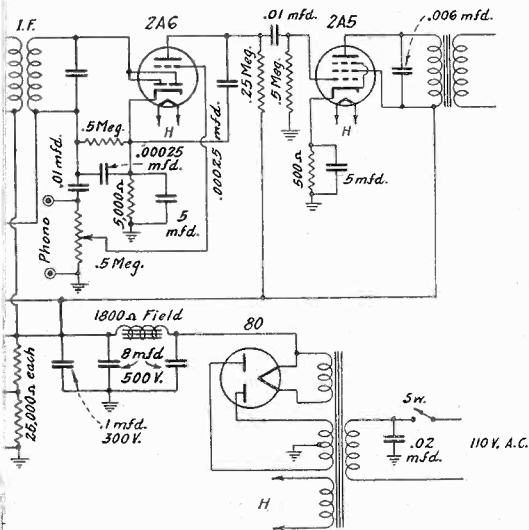 I.F.
2A6
.01 mfd.
2A5
.006 mfd.
.25 Meg.
.5 Meg.
.5 Meg.
H
.00025 mfd.
H
.00025
mfd.
.01 mfd.
5,000Ω
5
mfd.
500Ω
5 mfd.
Phono
.5 Meg.
1800Ω Field
80
8 mfd
500 V.
25,000Ω each
.1 mfd.
300 V.
Sw.
.02
mfd.
110 V. A.C.
H